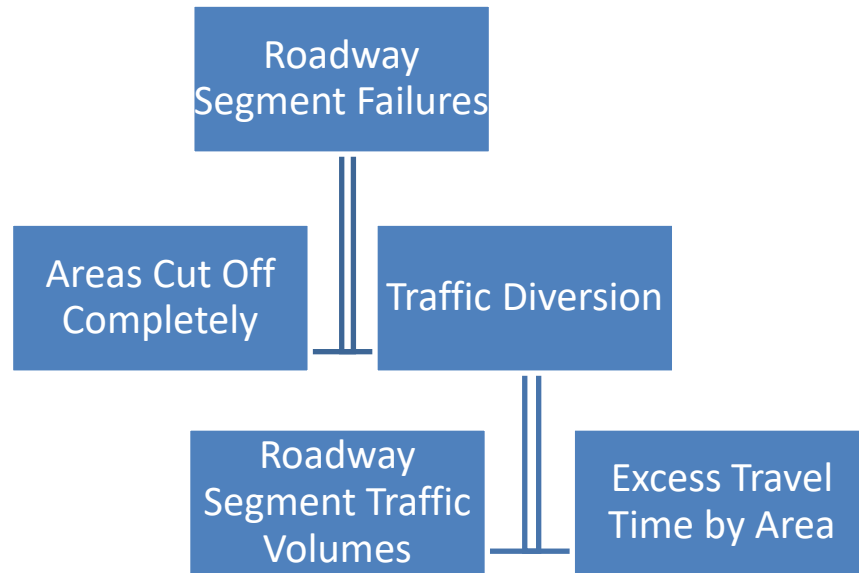 Roadway
Segment Failures
Areas Cut Off
Completely
Traffic Diversion
Roadway
Segment Traffic
Volumes
Excess Travel
Time by Area